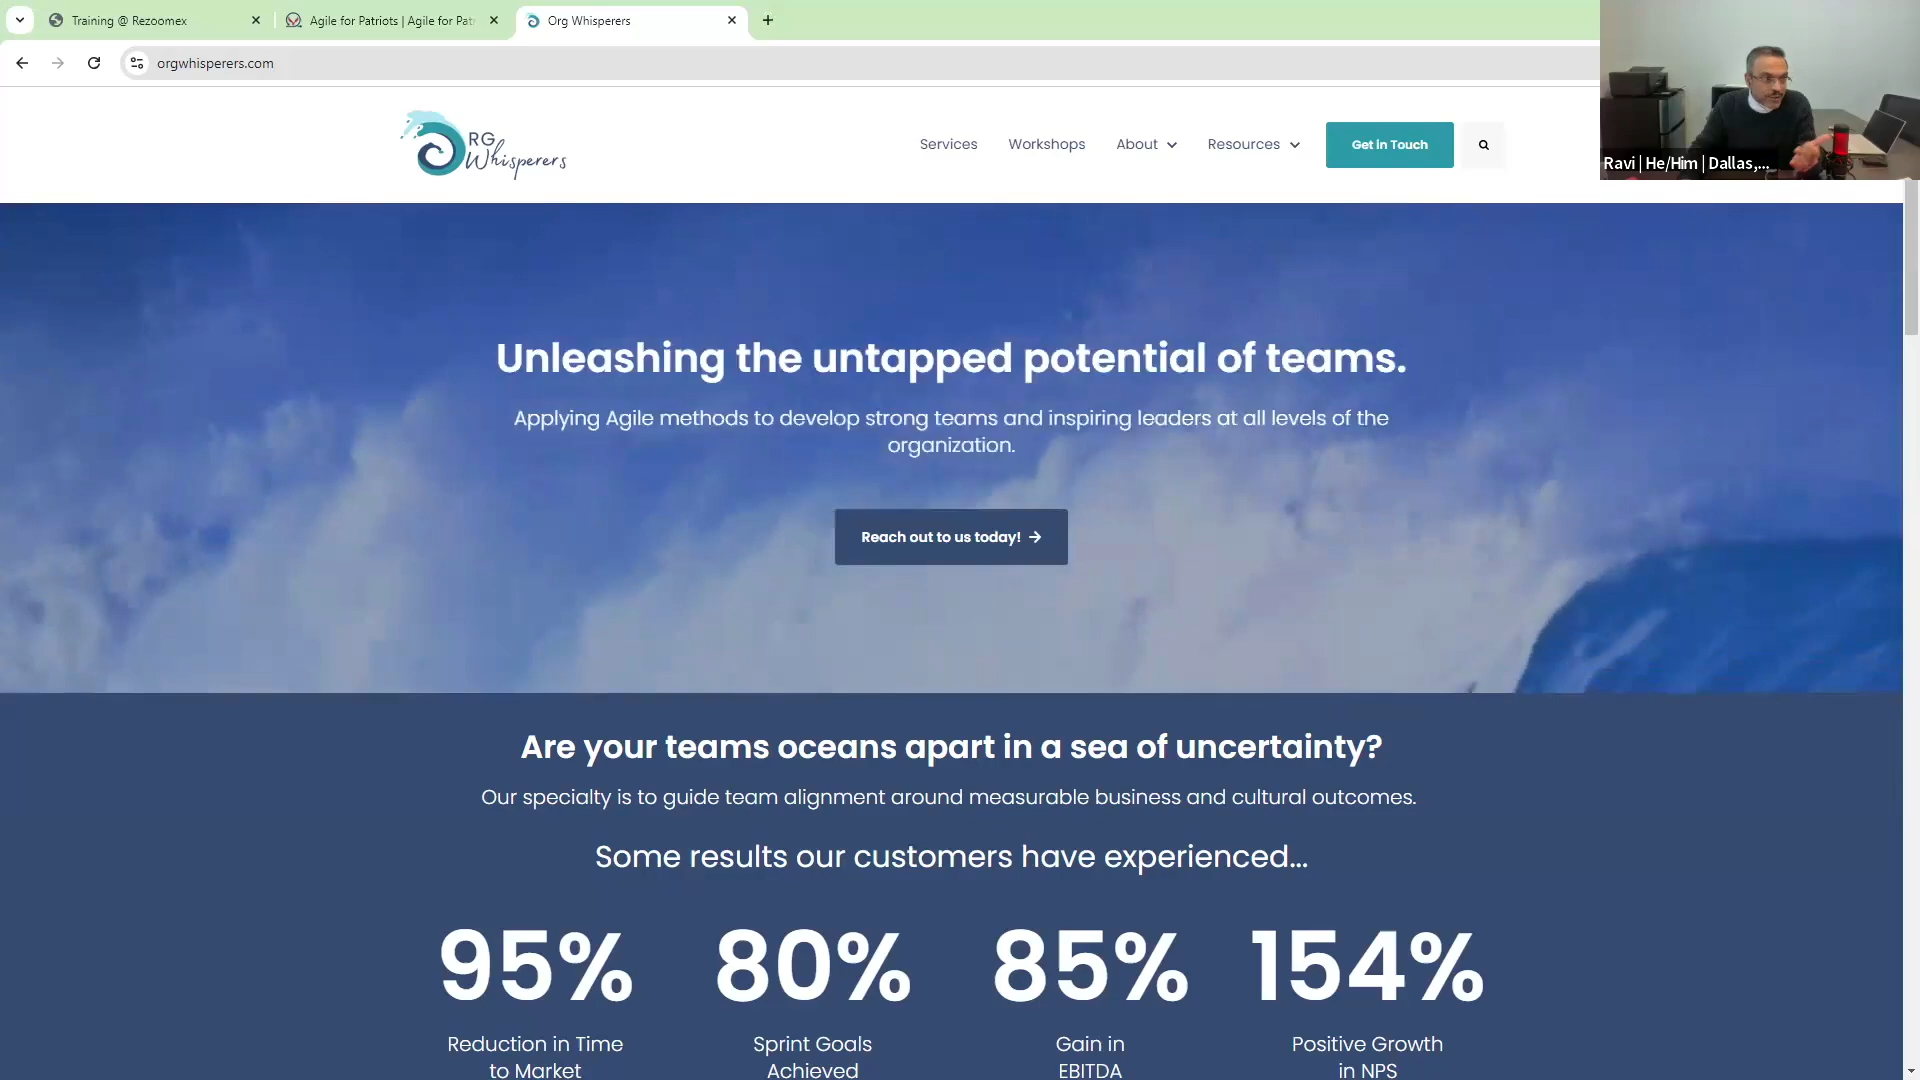 Training @ Rezoomex
Agile for Patriots | Agile for Pat
Org Whisperers
orgwhisperers.com
RG
Whisperers
Services
Workshops
About
Resources
Get in Touch
Ravi | He/Him | Dallas,...
Unleashing the untapped potential of teams.
Applying Agile methods to develop strong teams and inspiring leaders at all levels of the
organization.
Reach out to us today! →
Are your teams oceans apart in a sea of uncertainty?
Our specialty is to guide team alignment around measurable business and cultural outcomes.
Some results our customers have experienced...
95% 80% 85% 154%
Reduction in Time Sprint Goals Gain in Positive Growth
to Market Achieved EBITDA in NPS